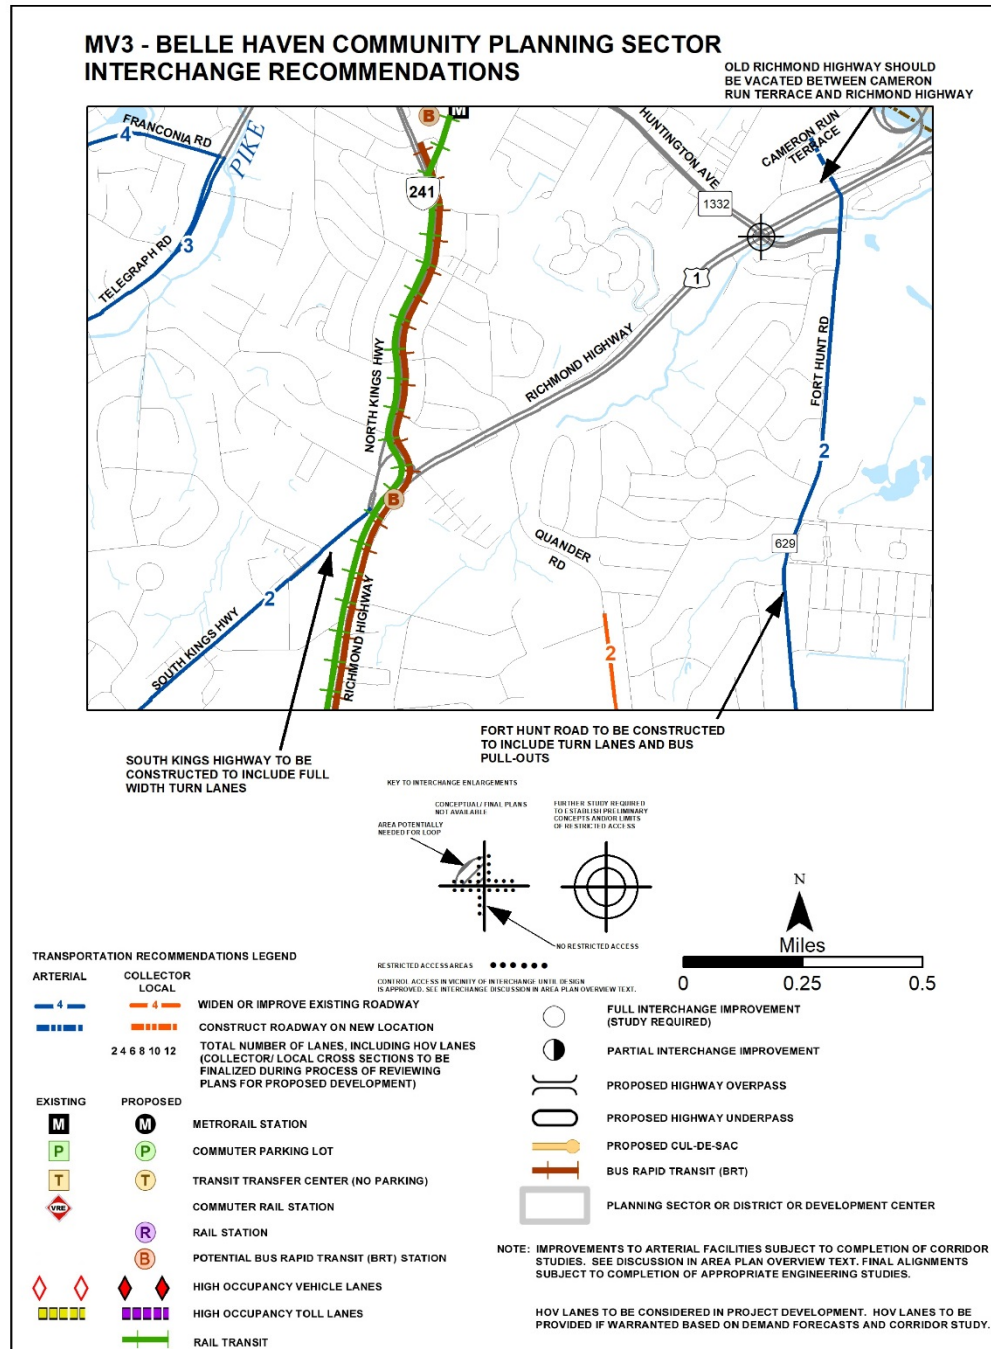 MV3 - BELLE HAVEN COMMUNITY PLANNING SECTOR
INTERCHANGE RECOMMENDATIONS
OLD RICHMOND HIGHWAY SHOULD
BE VACATED BETWEEN CAMERON
RUN TERRACE AND RICHMOND HIGHWAY
FRANCONIA RD
4
PIKE
B
M
241
HUNTINGTON AVE
CAMERON RUN
TERRACE
1332
TELEGRAPH RD
3
1
NORTH KINGS HWY
RICHMOND HIGHWAY
FORT HUNT RD
2
B
629
QUANDER
RD
2
SOUTH KINGS HWY
2
RICHMOND HIGHWAY
SOUTH KINGS HIGHWAY TO BE
CONSTRUCTED TO INCLUDE FULL
WIDTH TURN LANES
FORT HUNT ROAD TO BE CONSTRUCTED
TO INCLUDE TURN LANES AND BUS
PULL-OUTS
KEY TO INTERCHANGE ENLARGEMENTS
CONCEPTUAL/ FINAL PLANS
NOT AVAILABLE
AREA POTENTIALLY
NEEDED FOR LOOP
FURTHER STUDY REQUIRED
TO ESTABLISH PRELIMINARY
CONCEPTS AND/OR LIMITS
OF RESTRICTED ACCESS
NO RESTRICTED ACCESS
RESTRICTED ACCESS AREAS
CONTROL ACCESS IN VICINITY OF INTERCHANGE UNTIL DESIGN
IS APPROVED. SEE INTERCHANGE DISCUSSION IN AREA PLAN OVERVIEW TEXT.
N
Miles
0 0.25 0.5
TRANSPORTATION RECOMMENDATIONS LEGEND
ARTERIAL COLLECTOR
LOCAL
4 4 WIDEN OR IMPROVE EXISTING ROADWAY
CONSTRUCT ROADWAY ON NEW LOCATION
2 4 6 8 10 12 TOTAL NUMBER OF LANES, INCLUDING HOV LANES
(COLLECTOR/ LOCAL CROSS SECTIONS TO BE
FINALIZED DURING PROCESS OF REVIEWING
PLANS FOR PROPOSED DEVELOPMENT)
EXISTING PROPOSED
M M METRORAIL STATION
P P COMMUTER PARKING LOT
T T TRANSIT TRANSFER CENTER (NO PARKING)
VRE COMMUTER RAIL STATION
R RAIL STATION
B POTENTIAL BUS RAPID TRANSIT (BRT) STATION
HIGH OCCUPANCY VEHICLE LANES
HIGH OCCUPANCY TOLL LANES
RAIL TRANSIT
FULL INTERCHANGE IMPROVEMENT
(STUDY REQUIRED)
PARTIAL INTERCHANGE IMPROVEMENT
PROPOSED HIGHWAY OVERPASS
PROPOSED HIGHWAY UNDERPASS
PROPOSED CUL-DE-SAC
BUS RAPID TRANSIT (BRT)
PLANNING SECTOR OR DISTRICT OR DEVELOPMENT CENTER
NOTE: IMPROVEMENTS TO ARTERIAL FACILITIES SUBJECT TO COMPLETION OF CORRIDOR
STUDIES. SEE DISCUSSION IN AREA PLAN OVERVIEW TEXT. FINAL ALIGNMENTS
SUBJECT TO COMPLETION OF APPROPRIATE ENGINEERING STUDIES.
HOV LANES TO BE CONSIDERED IN PROJECT DEVELOPMENT. HOV LANES TO BE
PROVIDED IF WARRANTED BASED ON DEMAND FORECASTS AND CORRIDOR STUDY.